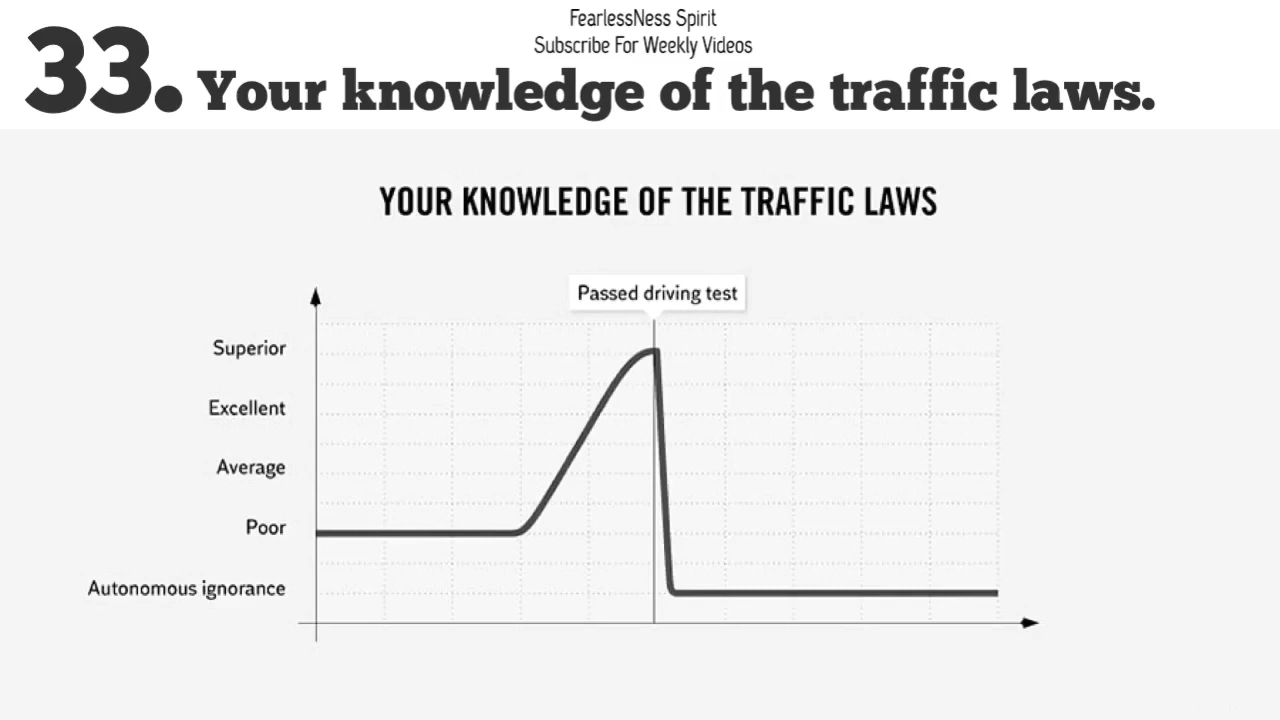 FearlessNess Spirit
Subscribe For Weekly Videos
33. Your knowledge of the traffic laws.
YOUR KNOWLEDGE OF THE TRAFFIC LAWS
Passed driving test
Superior
Excellent
Average
Poor
Autonomous ignorance